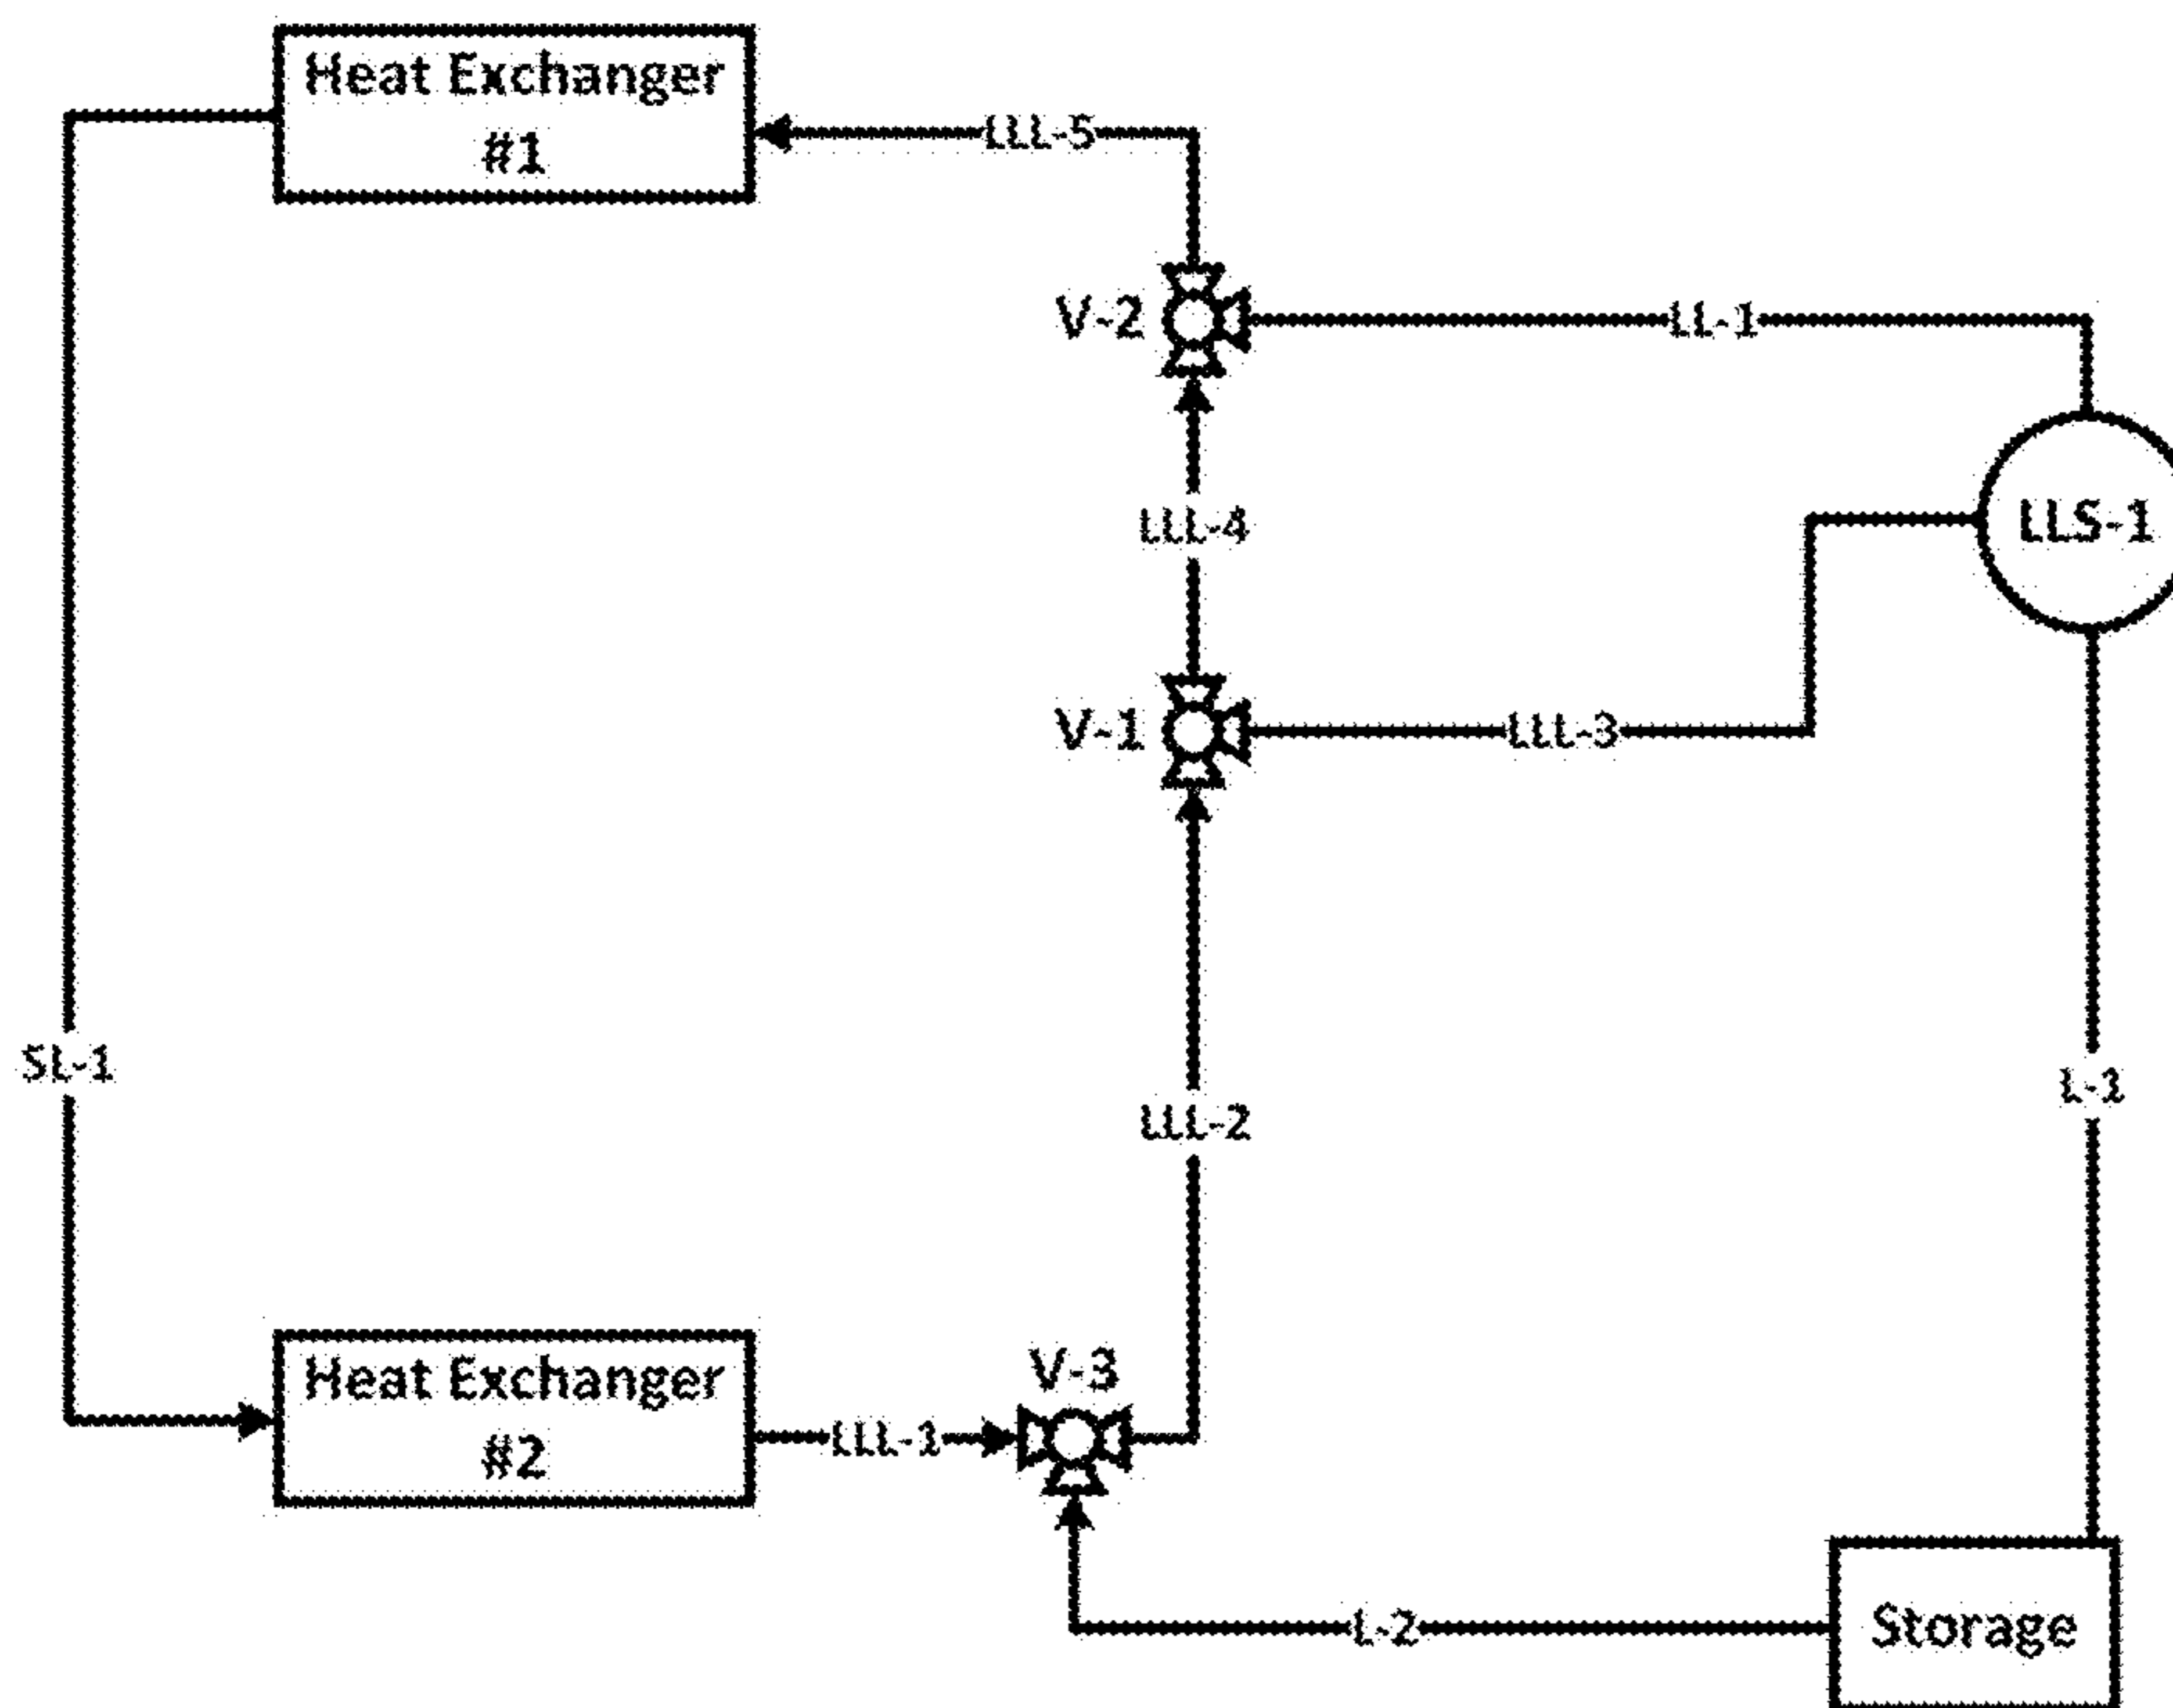 Heat Exchanger
#1
LLL-5
V-2
LL-1
LLL-4
LLS-1
V-1
LLL-3
SL-1
L-1
LLL-2
Heat Exchanger
#2
V-3
LLL-1
L-2
Storage